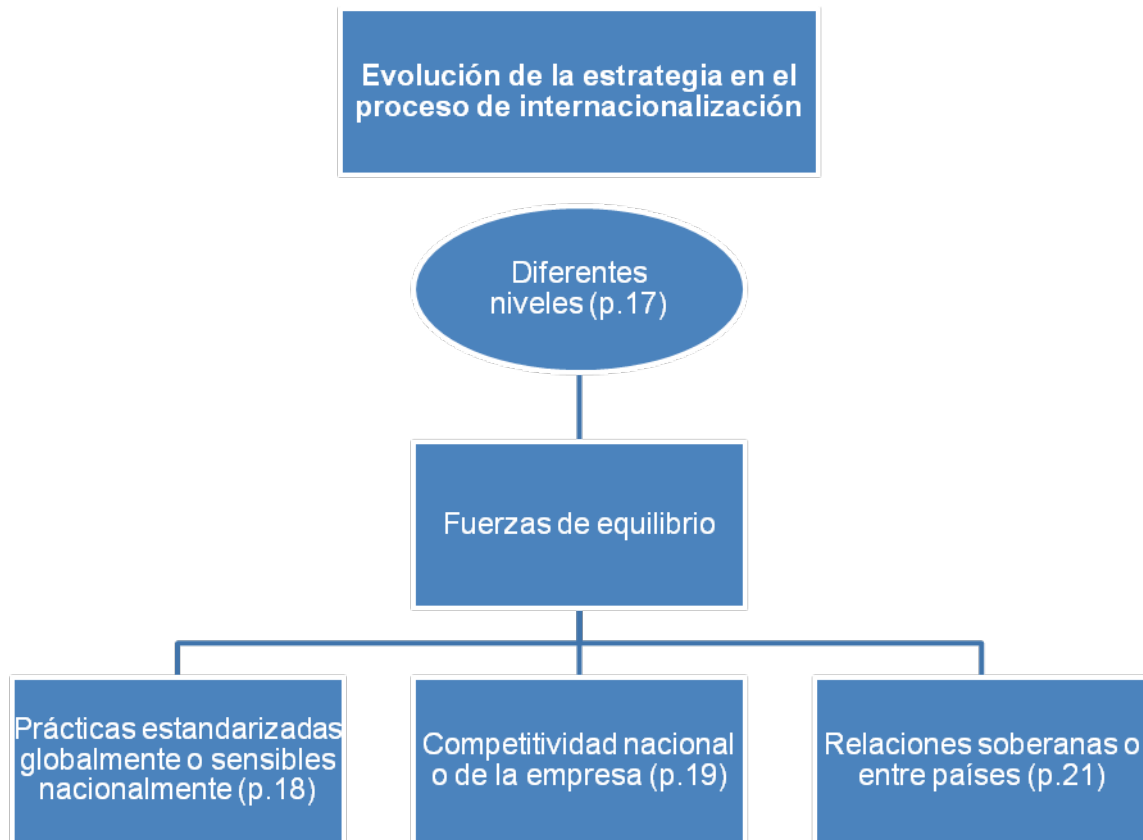 Evolución de la estrategia en el
proceso de internacionalización
Diferentes
niveles (p.17)
Fuerzas de equilibrio
Prácticas estandarizadas
globalmente o sensibles
nacionalmente (p.18)
Competitividad nacional
o de la empresa (p.19)
Relaciones soberanas o
entre países (p.21)